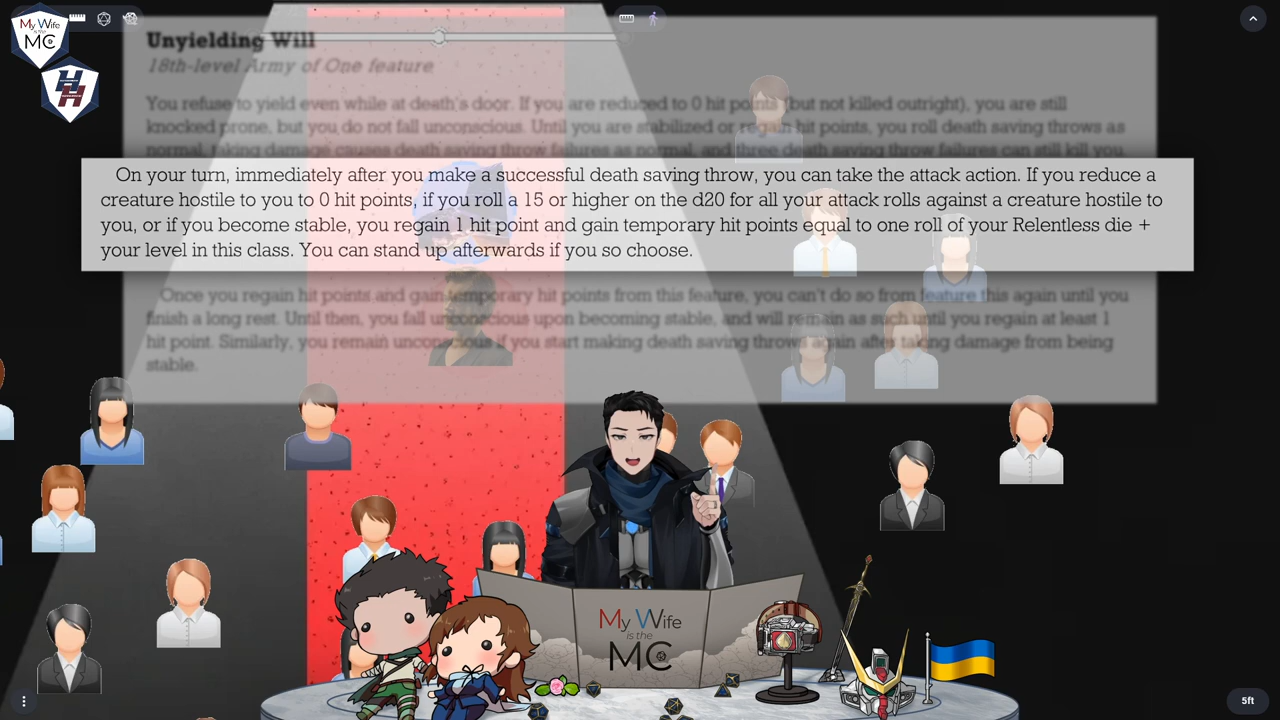 My Wife
is the
MC
HH
Unyielding Will
18th-level Army of One feature
You refuse to yield even while at death's door. If you are reduced to 0 hit points (but not killed outright), you are still
knocked prone, but you do not fall unconscious. Until you are stabilized or regain hit points, you roll death saving throws as
normal, taking damage causes death saving throw failures as normal, and three death saving throw failures can still kill you.
On your turn, immediately after you make a successful death saving throw, you can take the attack action. If you reduce a
creature hostile to you to 0 hit points, if you roll a 15 or higher on the d20 for all your attack rolls against a creature hostile to
you, or if you become stable, you regain 1 hit point and gain temporary hit points equal to one roll of your Relentless die +
your level in this class. You can stand up afterwards if you so choose.
Once you regain hit points and gain temporary hit points from this feature, you can't do so from feature this again until you
finish a long rest. Until then, you fall unconscious upon becoming stable, and will remain as such until you regain at least 1
hit point. Similarly, you remain unconscious if you start making death saving throws again after taking damage from being
stable.
My Wife
is the
MC
5ft